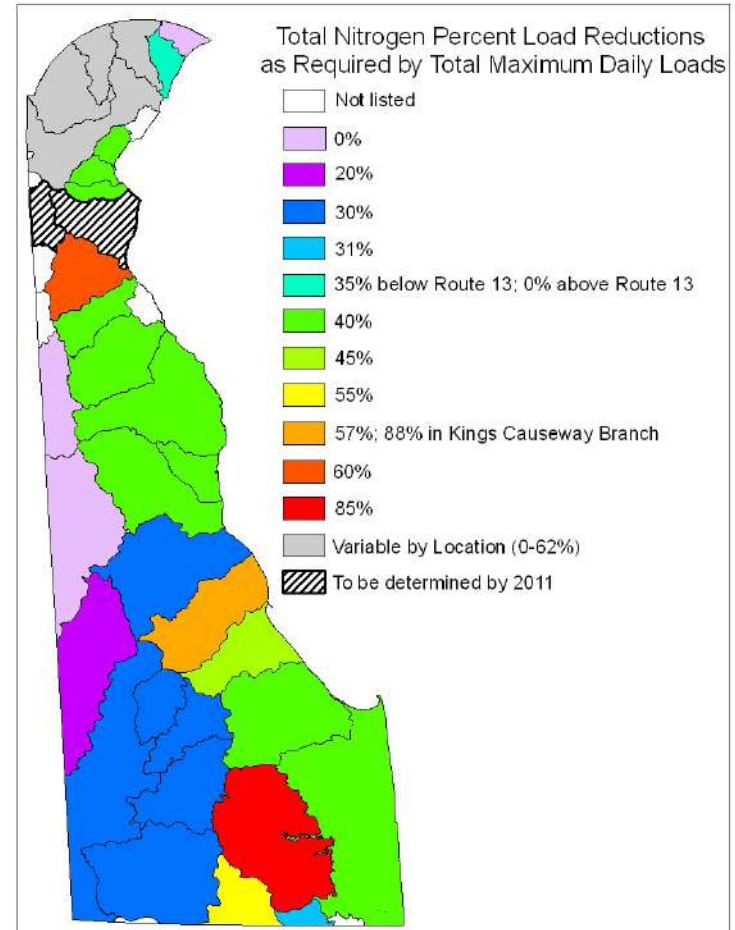 Total Nitrogen Percent Load Reductions
as Required by Total Maximum Daily Loads
Not listed
0%
20%
30%
31%
35% below Route 13; 0% above Route 13
40%
45%
55%
57%; 88% in Kings Causeway Branch
60%
85%
Variable by Location (0-62%)
To be determined by 2011